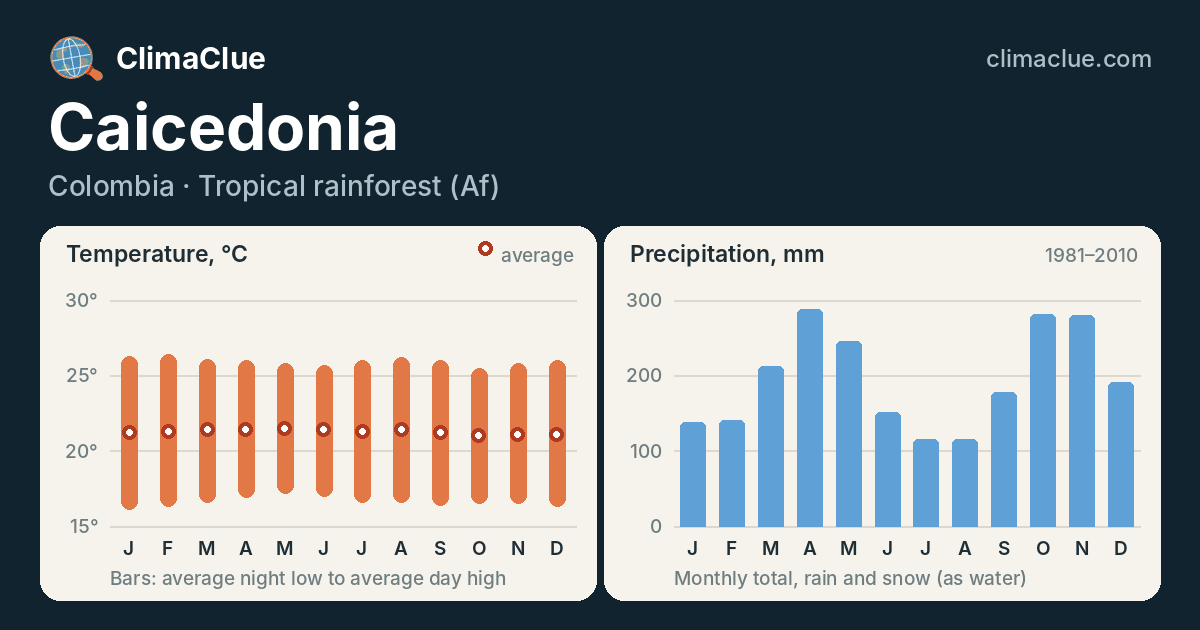 ClimaClue
climaclue.com
Caicedonia
Colombia · Tropical rainforest (Af)
Temperature, °C
average
30°
25°
20°
15°
J F M A M J J A S O N D
Bars: average night low to average day high
Precipitation, mm
1981–2010
300
200
100
0
J F M A M J J A S O N D
Monthly total, rain and snow (as water)